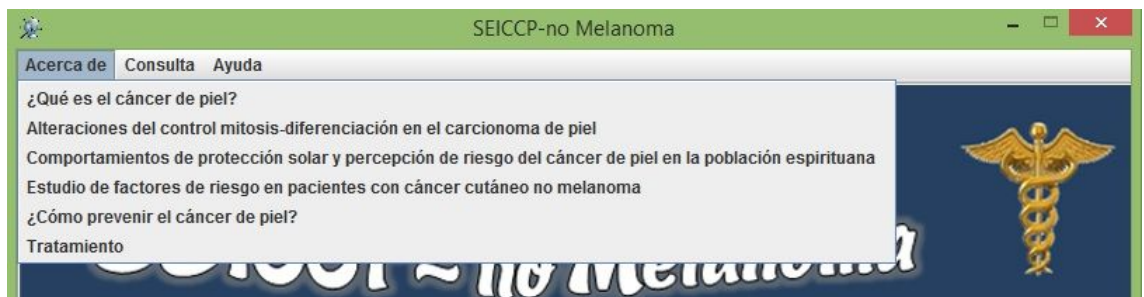 SEICCP-no Melanoma
Acerca de Consulta Ayuda
¿Qué es el cáncer de piel?
Alteraciones del control mitosis-diferenciación en el carcionoma de piel
Comportamientos de protección solar y percepción de riesgo del cáncer de piel en la población espirituana
Estudio de factores de riesgo en pacientes con cáncer cutáneo no melanoma
¿Cómo prevenir el cáncer de piel?
Tratamiento
no Melanoma